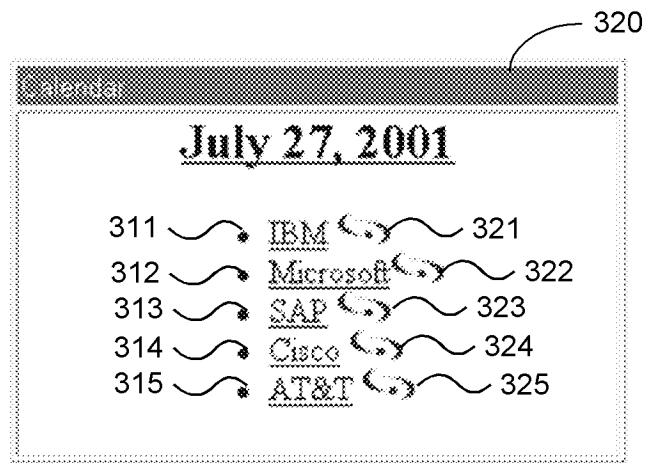 320
Calendar
July 27, 2001
311 • IBM 321
312 • Microsoft 322
313 • SAP 323
314 • Cisco 324
315 • AT&T 325